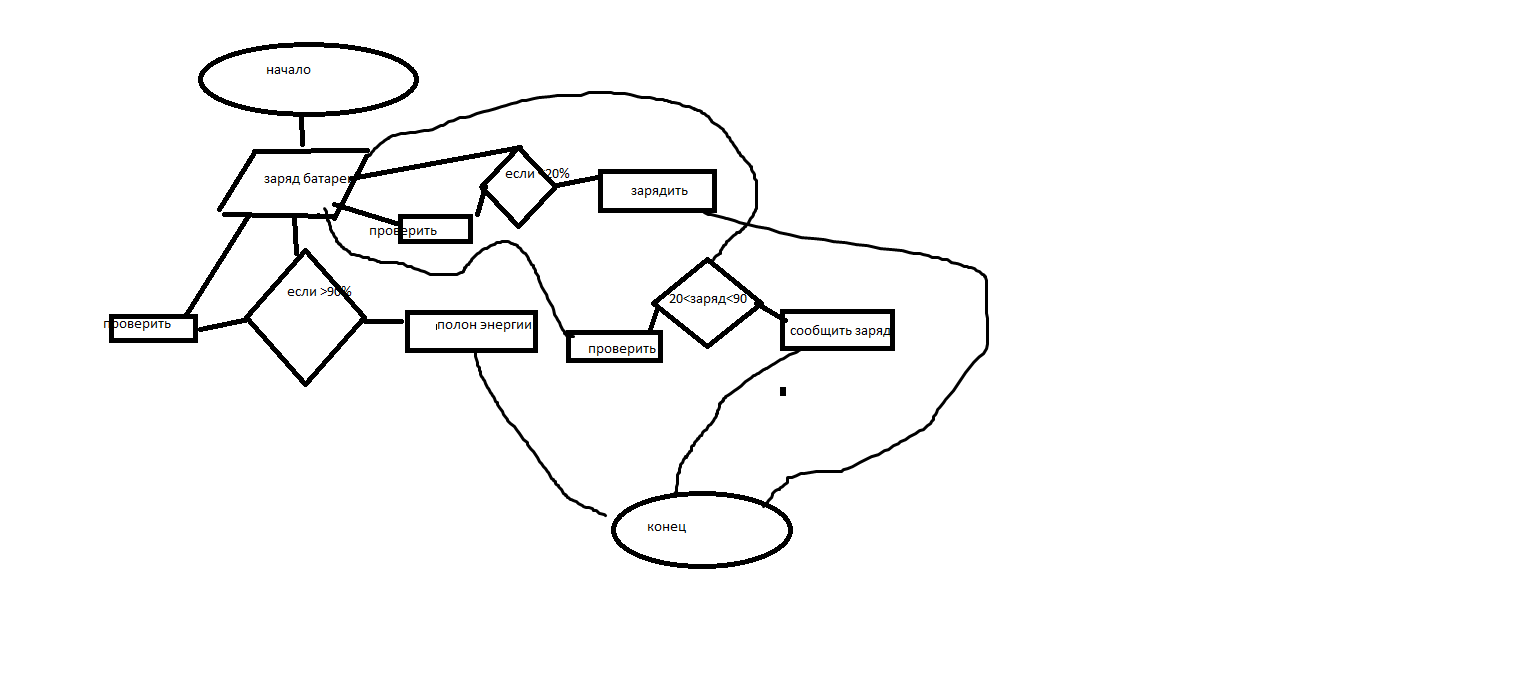 начало
заряд батаре
если 20%
зарядить
проверить
если >90%
20<заряд<90
проверить
полон энергии
сообщить заряд
проверить
конец